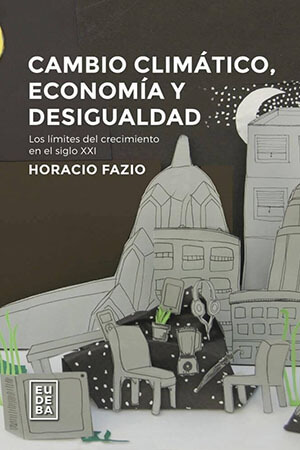 CAMBIO CLIMÁTICO,
ECONOMÍA Y
DESIGUALDAD
Los límites del crecimiento
en el siglo XXI
HORACIO FAZIO
EU
DE
BA